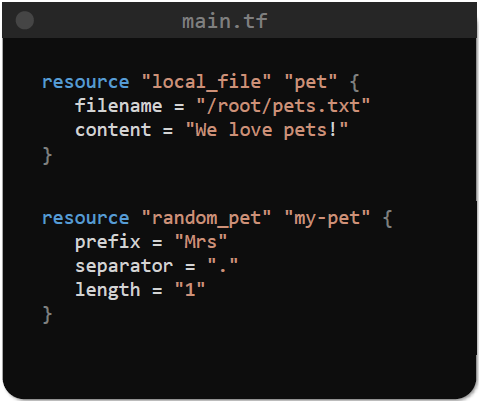 main.tf
resource "local_file" "pet" {
filename = "/root/pets.txt"
content = "We love pets!"
}
resource "random_pet" "my-pet" {
prefix = "Mrs"
separator = "."
length = "1"
}